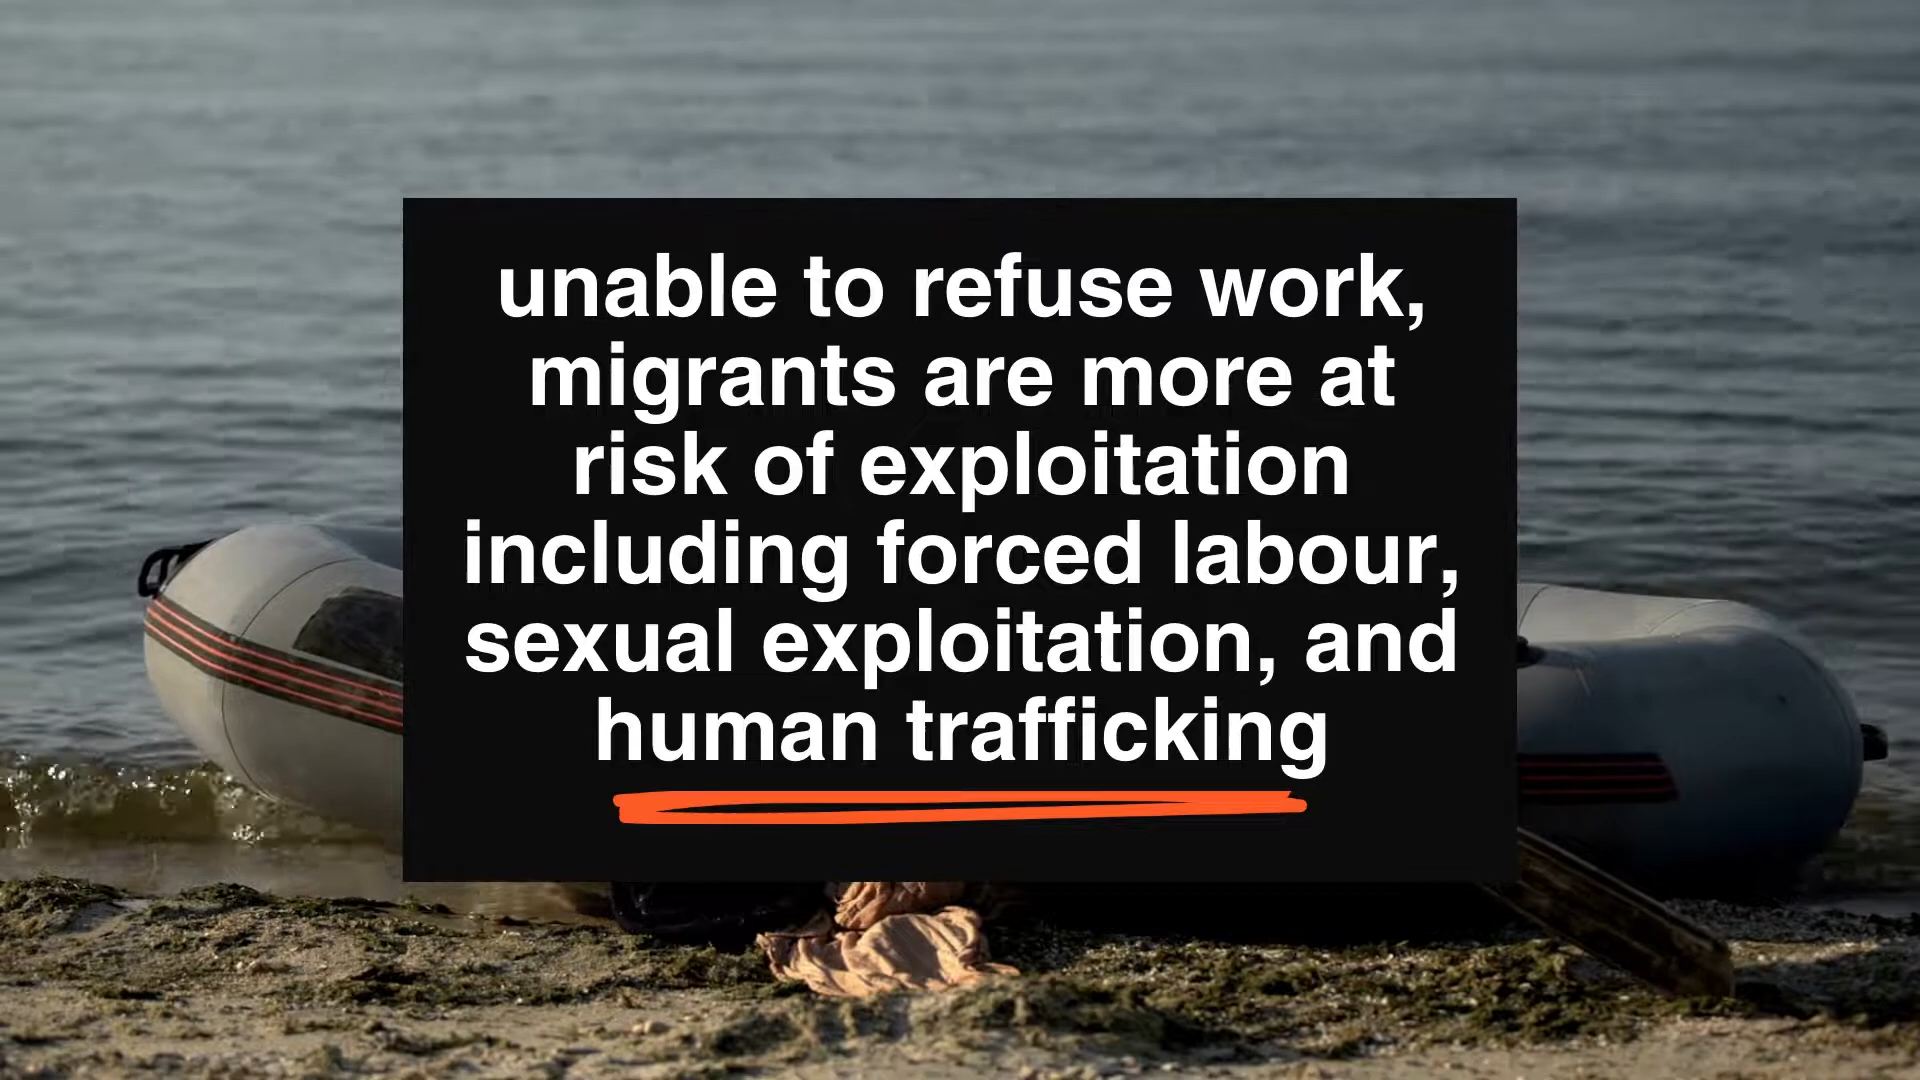 unable to refuse work,
migrants are more at
risk of exploitation
including forced labour,
sexual exploitation, and
human trafficking